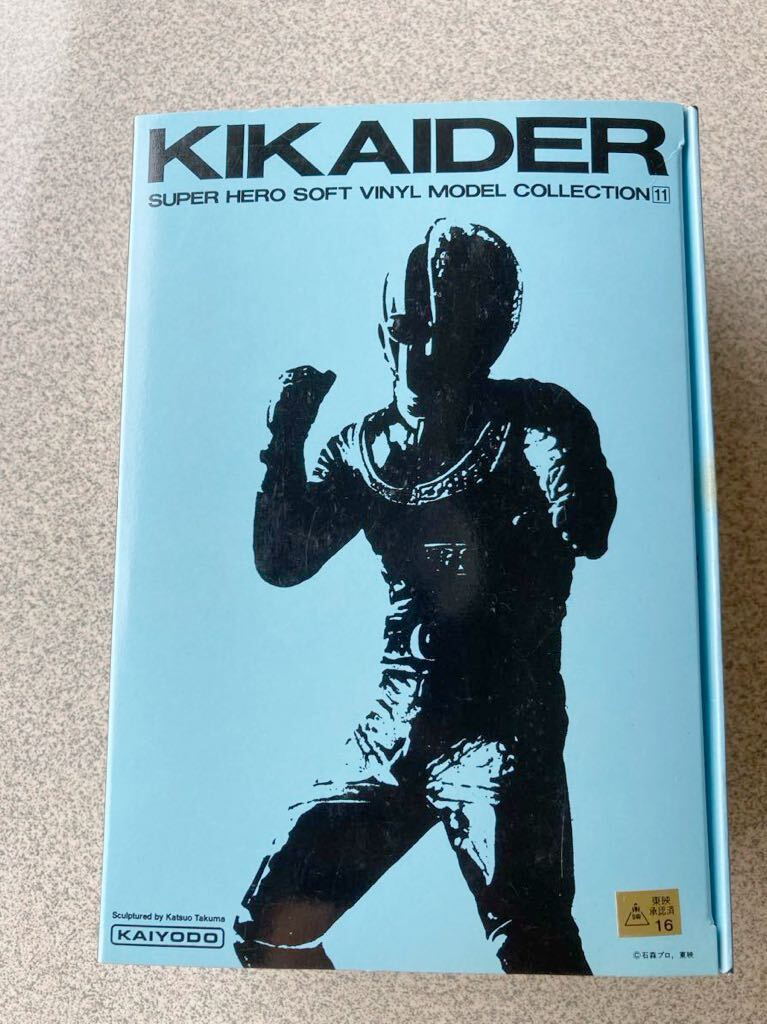 KIKAIDER
SUPER HERO SOFT VINYL MODEL COLLECTION 11
Sculptured by Katsuo Takuma
KAIYODO
東映
承認済
16
©石森プロ, 東映